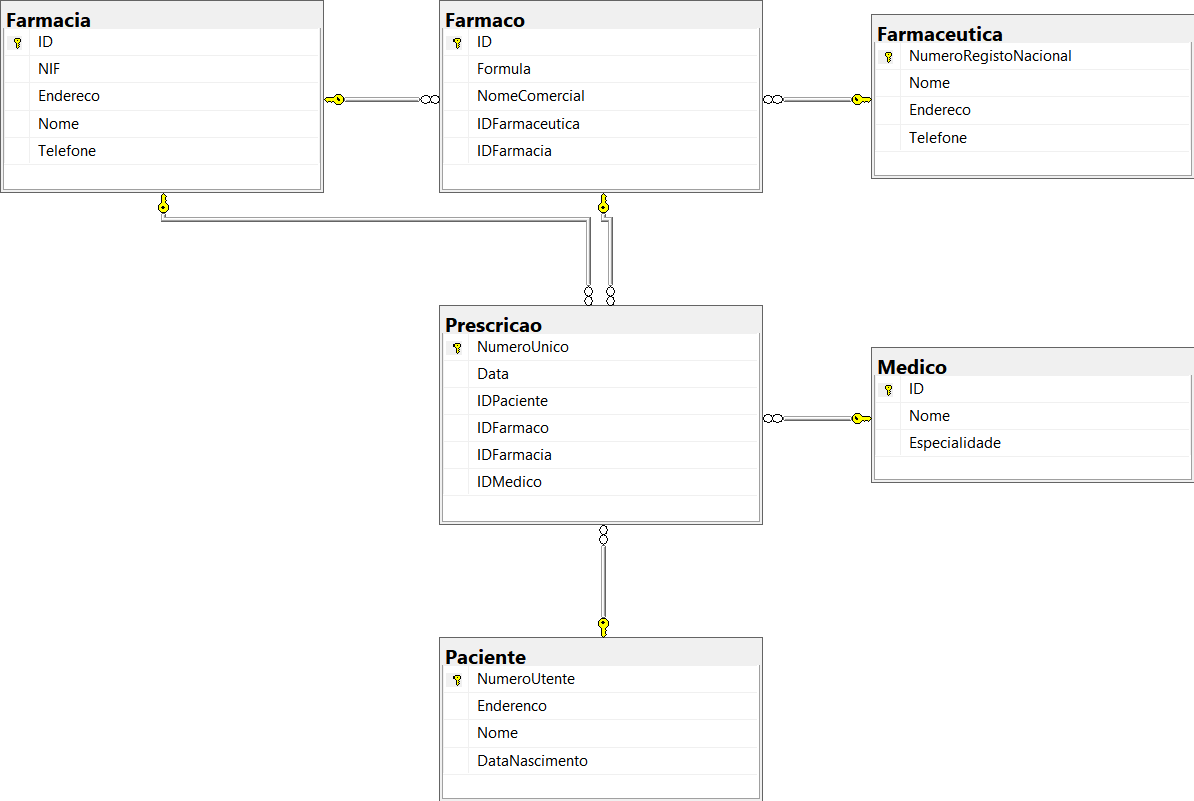 Farmacia
ID
NIF
Endereco
Nome
Telefone
Farmaco
ID
Formula
NomeComercial
IDFarmaceutica
IDFarmacia
Farmaceutica
NumeroRegistoNacional
Nome
Endereco
Telefone
Prescricao
NumeroUnico
Data
IDPaciente
IDFarmaco
IDFarmacia
IDMedico
Medico
ID
Nome
Especialidade
Paciente
NumeroUtente
Enderenco
Nome
DataNascimento